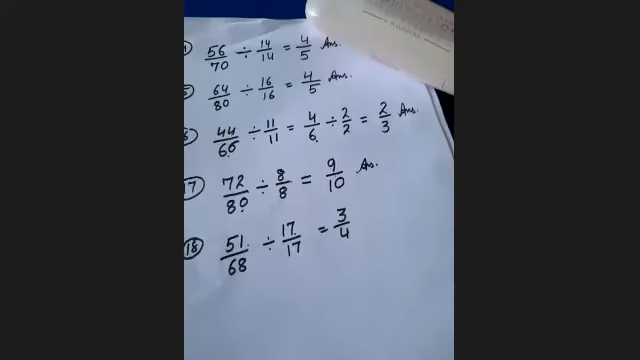 56/70 ÷ 14/14 = 4/5 Ans.
64/80 ÷ 16/16 = 4/5 Ans.
44/66 ÷ 11/11 = 4/6 ÷ 2/2 = 2/3 Ans.
17 72/80 ÷ 8/8 = 9/10 Ans.
18 51/68 ÷ 17/17 = 3/4